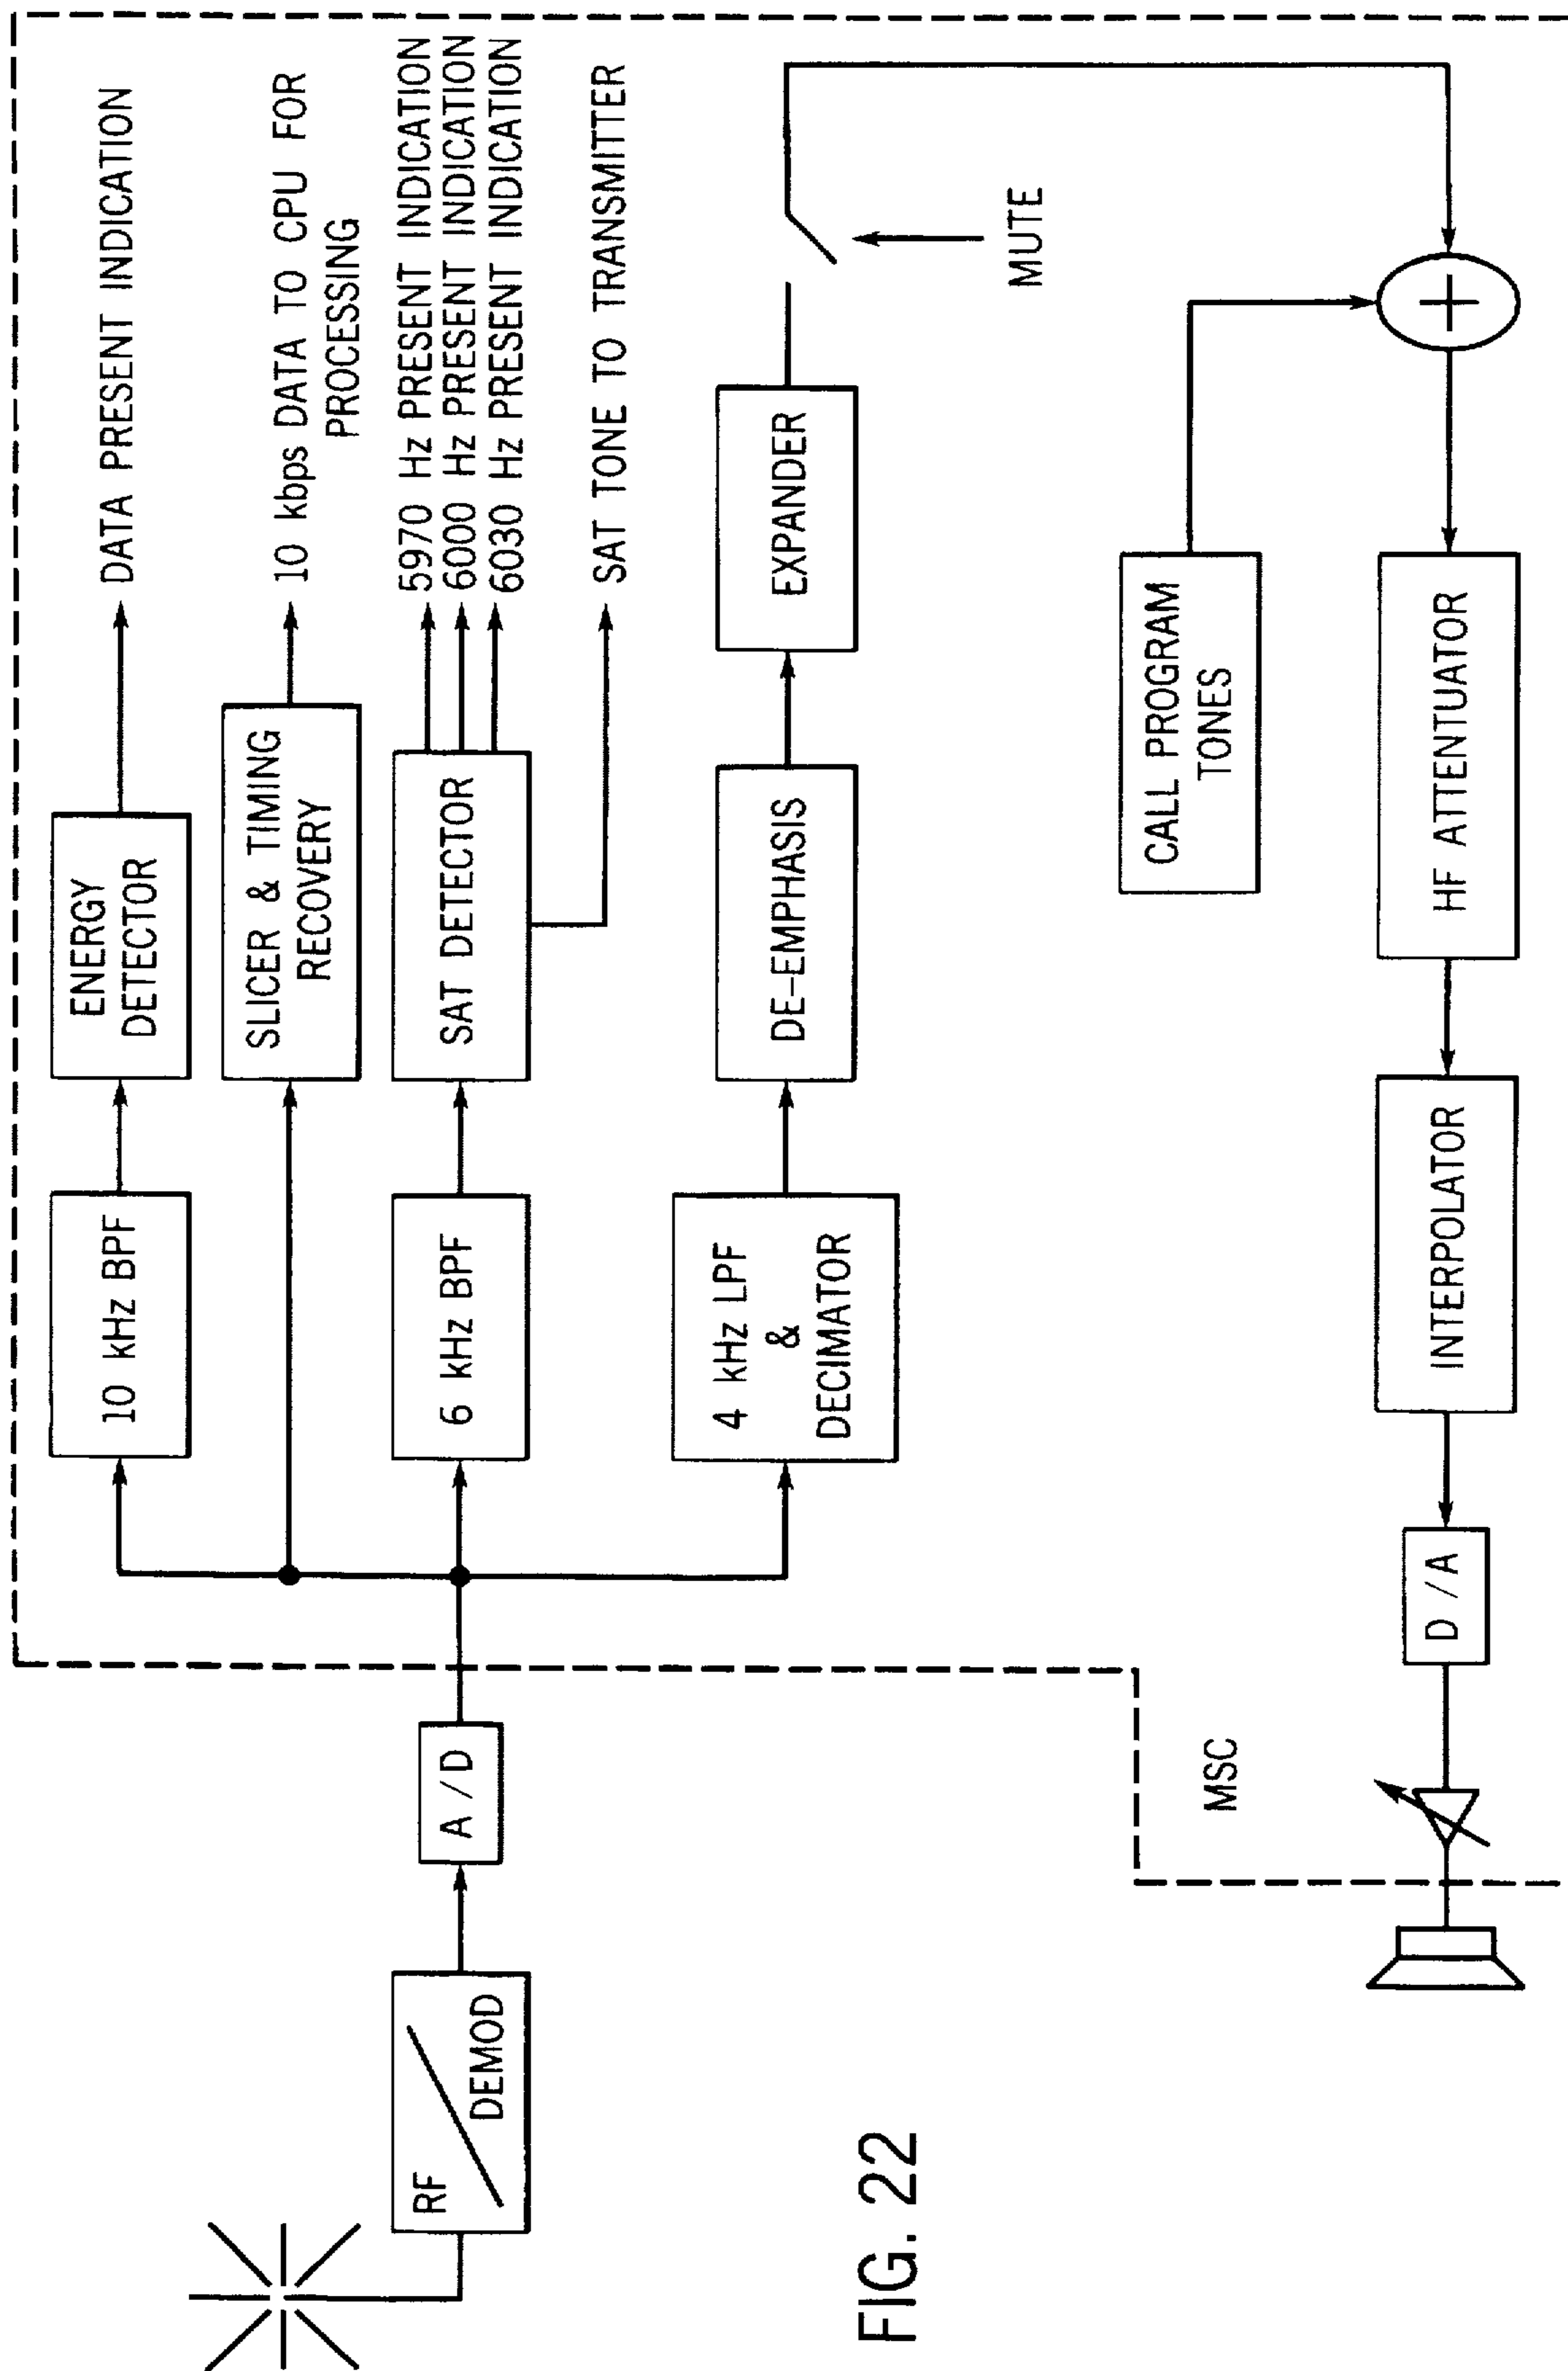 RF
DEMOD
A / D
10 kHz BPF
ENERGY
DETECTOR
DATA PRESENT INDICATION
SLICER & TIMING
RECOVERY
10 kbps DATA TO CPU FOR
PROCESSING
6 kHz BPF
SAT DETECTOR
5970 Hz PRESENT INDICATION
6000 Hz PRESENT INDICATION
6030 Hz PRESENT INDICATION
SAT TONE TO TRANSMITTER
4 kHz LPF
&
DECIMATOR
DE-EMPHASIS
EXPANDER
MUTE
CALL PROGRAM
TONES
+
MSC
D / A
INTERPOLATOR
HF ATTENTUATOR
FIG. 22